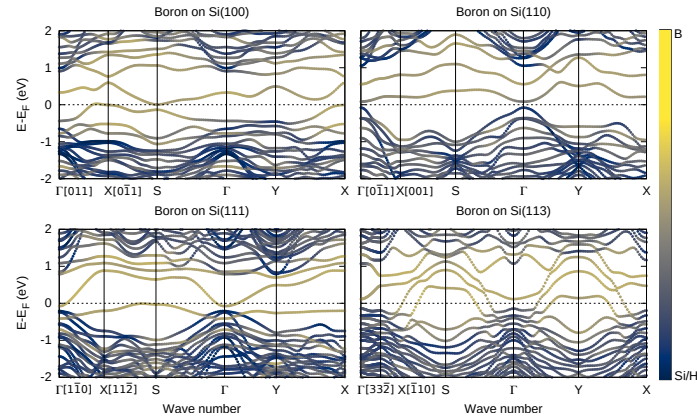 Boron on Si(100)
Boron on Si(110)
2
1
0
-1
-2
E-E_F (eV)
Γ[011] X[01̅1] S Γ Y X
Γ[01̅1] X[001] S Γ Y X
B
Boron on Si(111)
Boron on Si(113)
2
1
0
-1
-2
E-E_F (eV)
Γ[11̅0] X[112̅] S Γ Y X
Γ[332̅] X[1̅10] S Γ Y X
Si/H
Wave number
Wave number